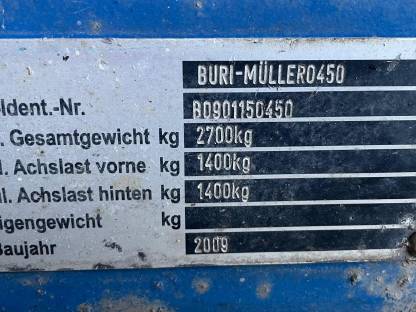 BURI-MÜLLER0450
Ident.-Nr. B0901150450
. Gesamtgewicht kg 2700kg
l. Achslast vorne kg 1400kg
l. Achslast hinten kg 1400kg
igengewicht kg
Baujahr 2009